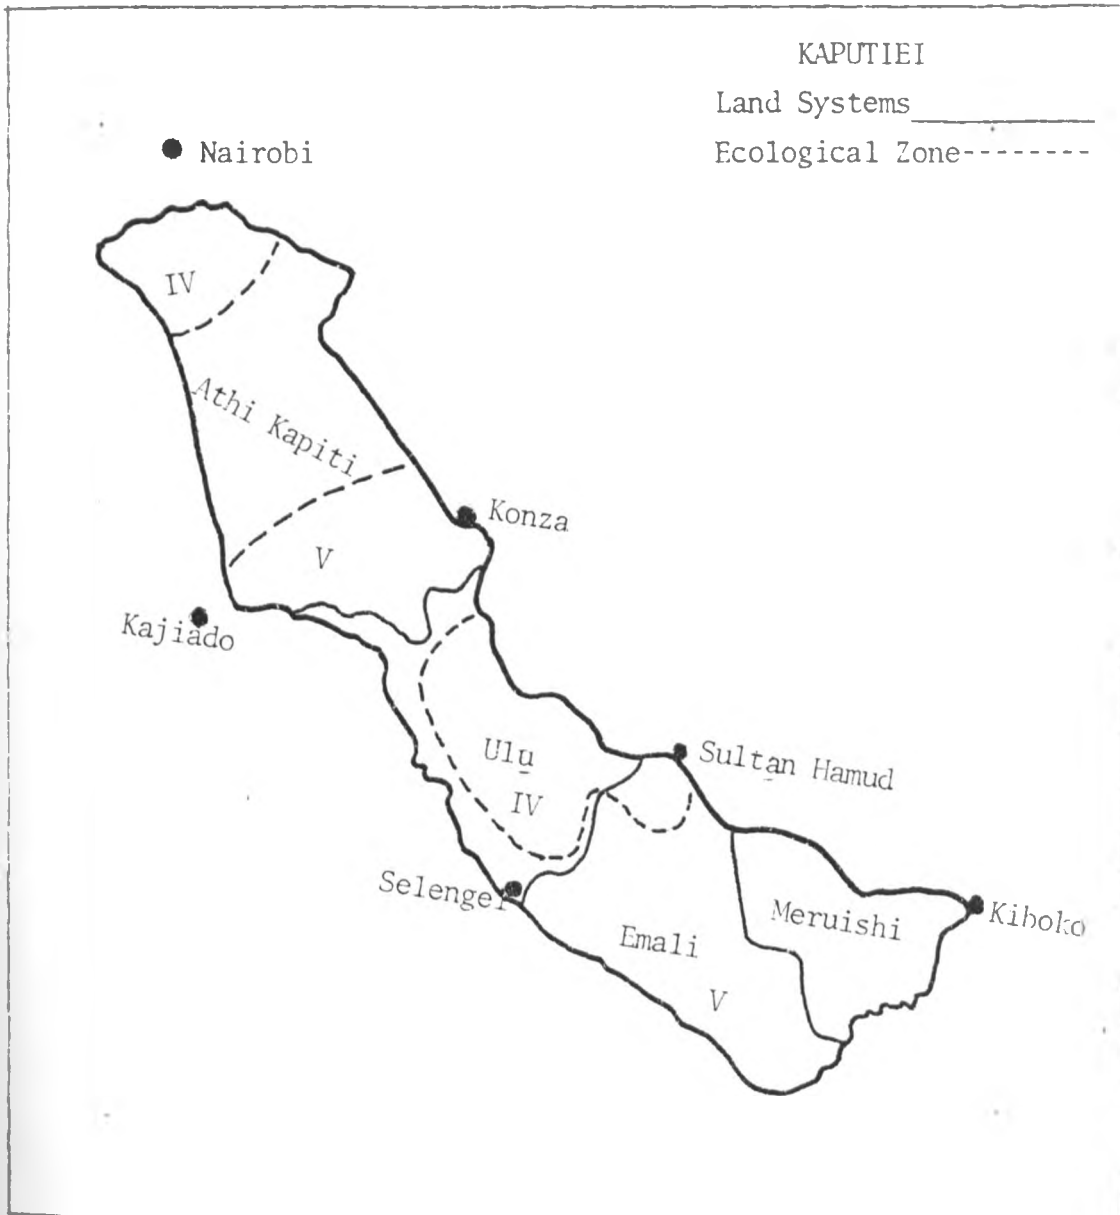 KAPUTIEI
Land Systems
Ecological Zone
Nairobi
IV
Athi Kapiti
Konza
V
Kajiado
Ulu
Sultan Hamud
IV
Selengei
Meruishi
Kiboko
Emali
V